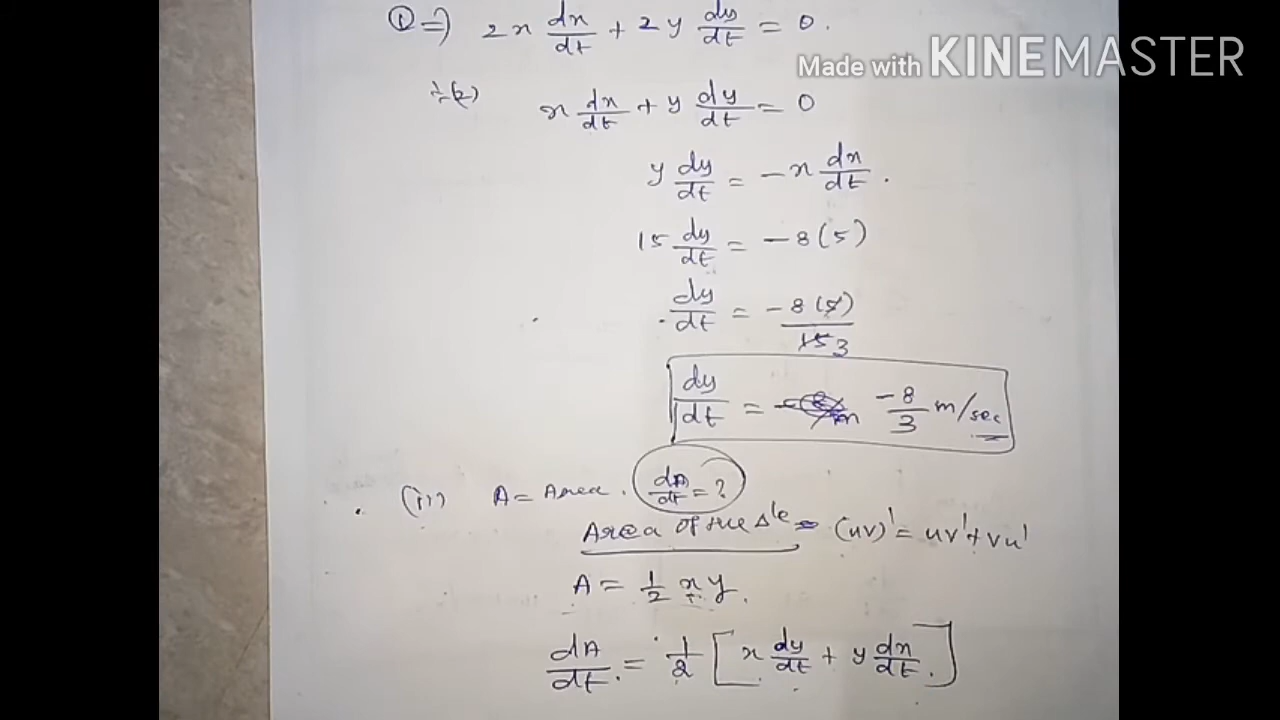 ① ⇒ 2x dx/dt + 2y dy/dt = 0.
Made with KINEMASTER
÷(2) x dx/dt + y dy/dt = 0
y dy/dt = -x dx/dt.
15 dy/dt = -8(5)
dy/dt = -8(5)/15 3
dy/dt = -8/3 m/sec
(ii) A = Area. dA/dt = ?
Area of the Δle (uv)' = uv' + vu'
A = 1/2 xy.
dA/dt. = 1/2 [x dy/dt + y dx/dt.]